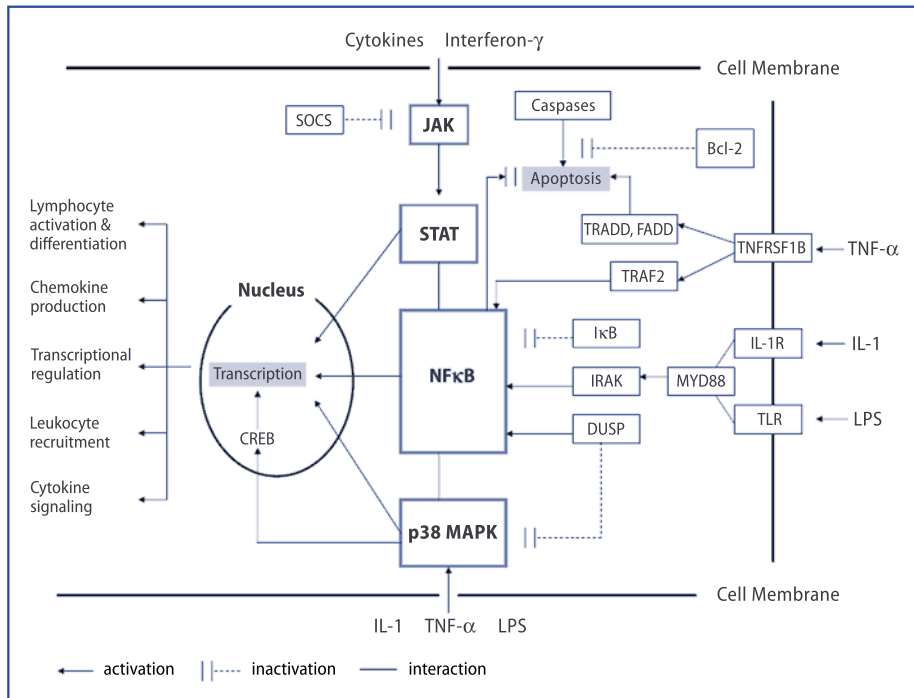 Cytokines Interferon-γ
Cell Membrane
Caspases
SOCS
JAK
Bcl-2
Apoptosis
Lymphocyte
activation &
differentiation
STAT
TRADD, FADD
TNFRSF1B
TNF-α
TRAF2
Nucleus
Chemokine
production
IκB
IL-1R
IL-1
Transcriptional
regulation
Transcription
NFκB
IRAK
MYD88
TLR
LPS
Leukocyte
recruitment
CREB
DUSP
Cytokine
signaling
p38 MAPK
Cell Membrane
IL-1 TNF-α LPS
activation
inactivation
interaction